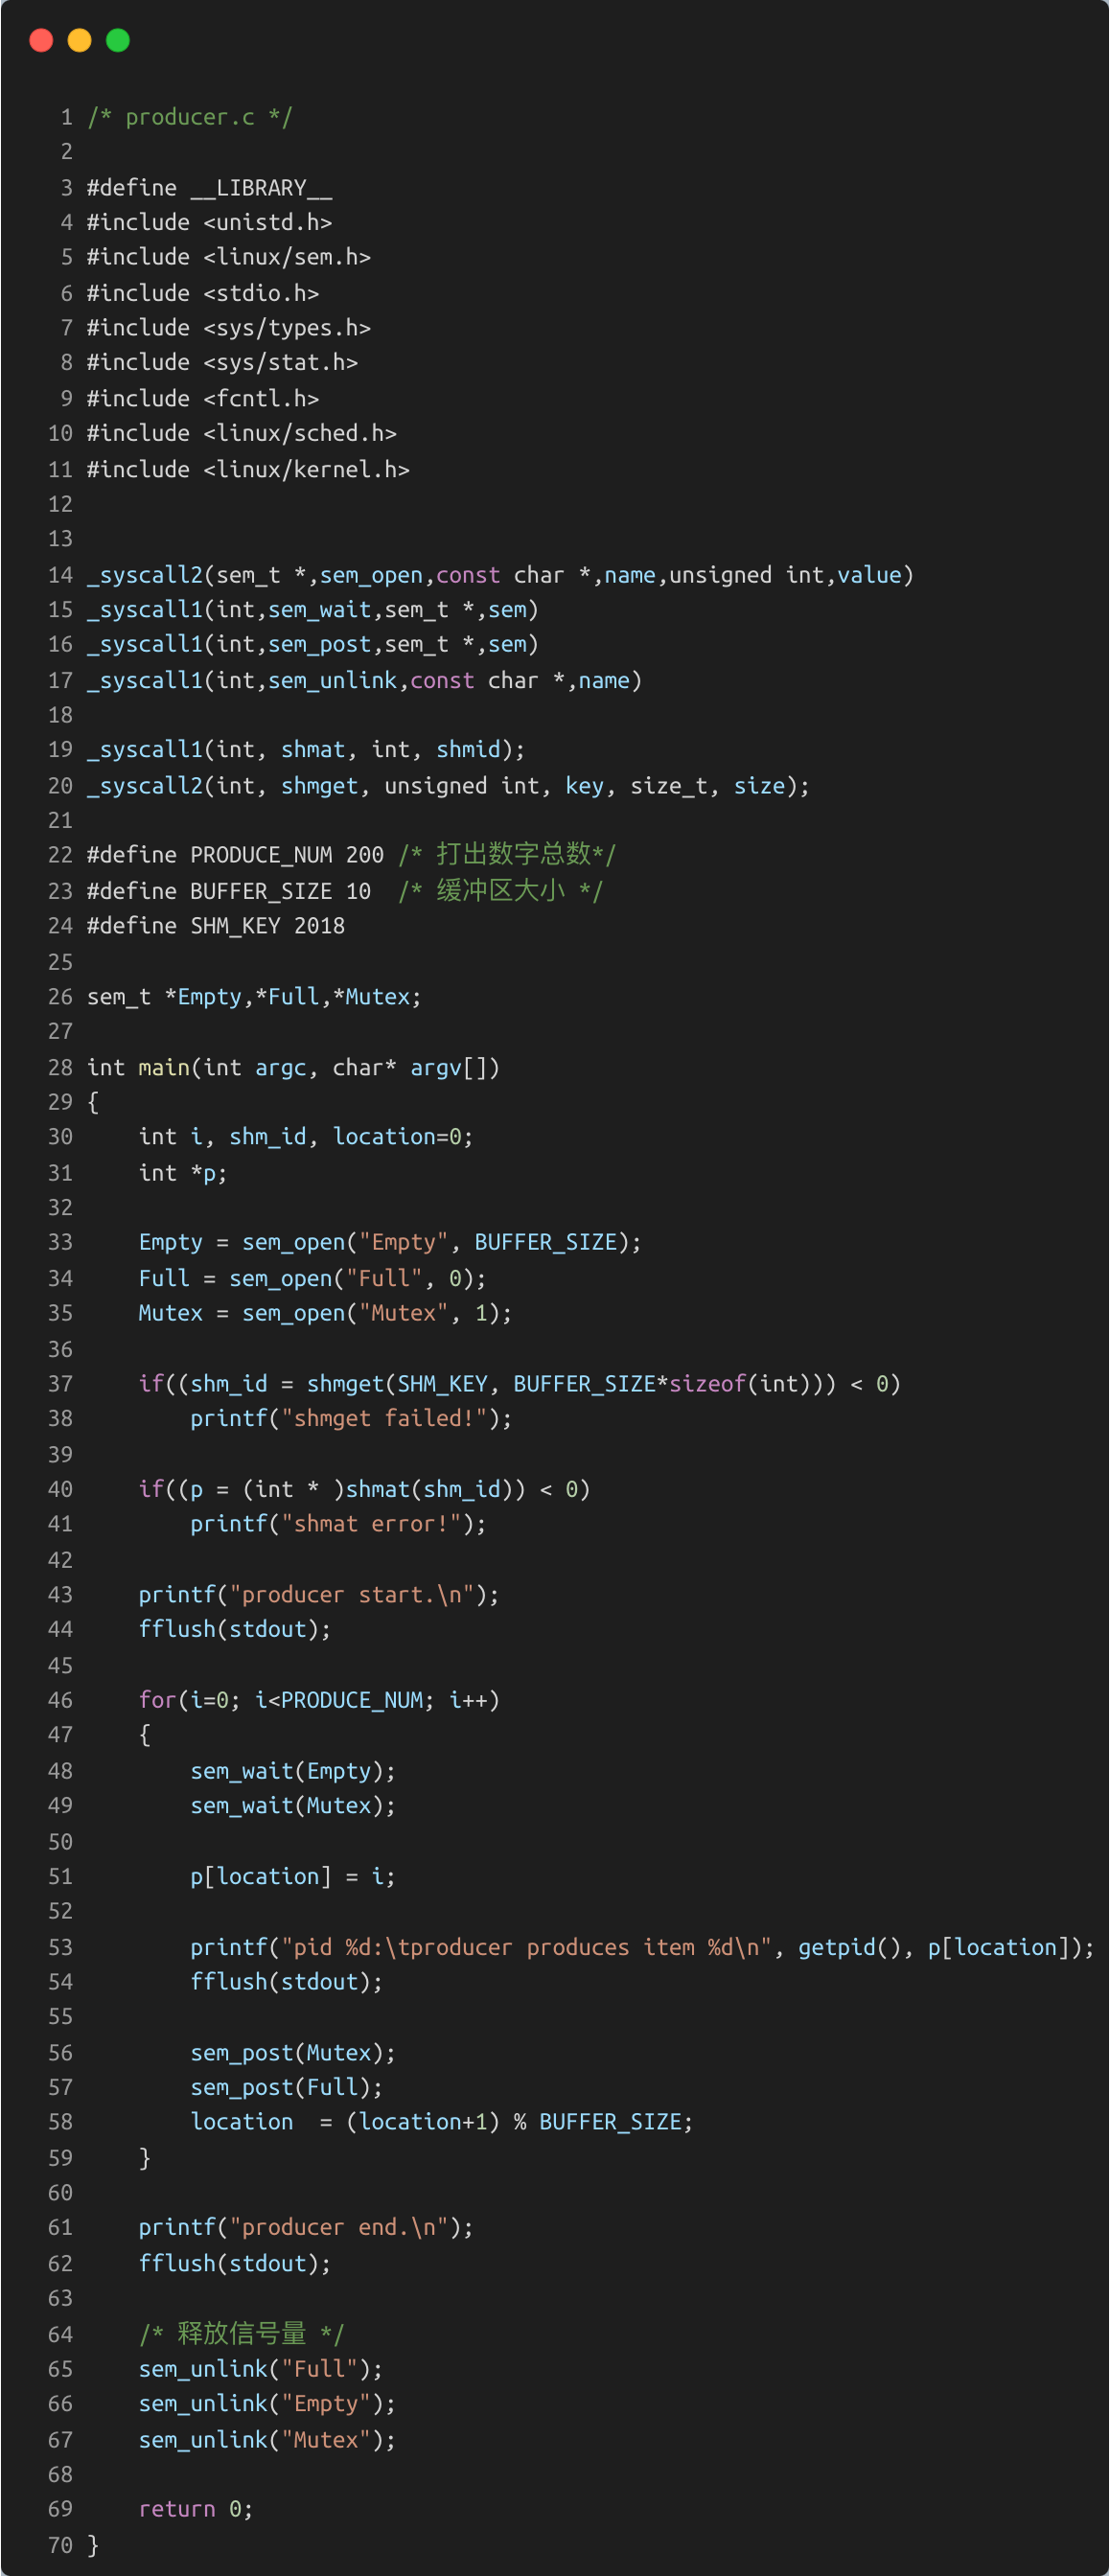 1 /* producer.c */
2
3 #define __LIBRARY__
4 #include <unistd.h>
5 #include <linux/sem.h>
6 #include <stdio.h>
7 #include <sys/types.h>
8 #include <sys/stat.h>
9 #include <fcntl.h>
10 #include <linux/sched.h>
11 #include <linux/kernel.h>
12
13
14 _syscall2(sem_t *,sem_open,const char *,name,unsigned int,value)
15 _syscall1(int,sem_wait,sem_t *,sem)
16 _syscall1(int,sem_post,sem_t *,sem)
17 _syscall1(int,sem_unlink,const char *,name)
18
19 _syscall1(int, shmat, int, shmid);
20 _syscall2(int, shmget, unsigned int, key, size_t, size);
21
22 #define PRODUCE_NUM 200 /* 打出数字总数*/
23 #define BUFFER_SIZE 10  /* 缓冲区大小 */
24 #define SHM_KEY 2018
25
26 sem_t *Empty,*Full,*Mutex;
27
28 int main(int argc, char* argv[])
29 {
30     int i, shm_id, location=0;
31     int *p;
32
33     Empty = sem_open("Empty", BUFFER_SIZE);
34     Full = sem_open("Full", 0);
35     Mutex = sem_open("Mutex", 1);
36
37     if((shm_id = shmget(SHM_KEY, BUFFER_SIZE*sizeof(int))) < 0)
38         printf("shmget failed!");
39
40     if((p = (int * )shmat(shm_id)) < 0)
41         printf("shmat error!");
42
43     printf("producer start.\n");
44     fflush(stdout);
45
46     for(i=0; i<PRODUCE_NUM; i++)
47     {
48         sem_wait(Empty);
49         sem_wait(Mutex);
50
51         p[location] = i;
52
53         printf("pid %d:\tproducer produces item %d\n", getpid(), p[location]);
54         fflush(stdout);
55
56         sem_post(Mutex);
57         sem_post(Full);
58         location  = (location+1) % BUFFER_SIZE;
59     }
60
61     printf("producer end.\n");
62     fflush(stdout);
63
64     /* 释放信号量 */
65     sem_unlink("Full");
66     sem_unlink("Empty");
67     sem_unlink("Mutex");
68
69     return 0;
70 }